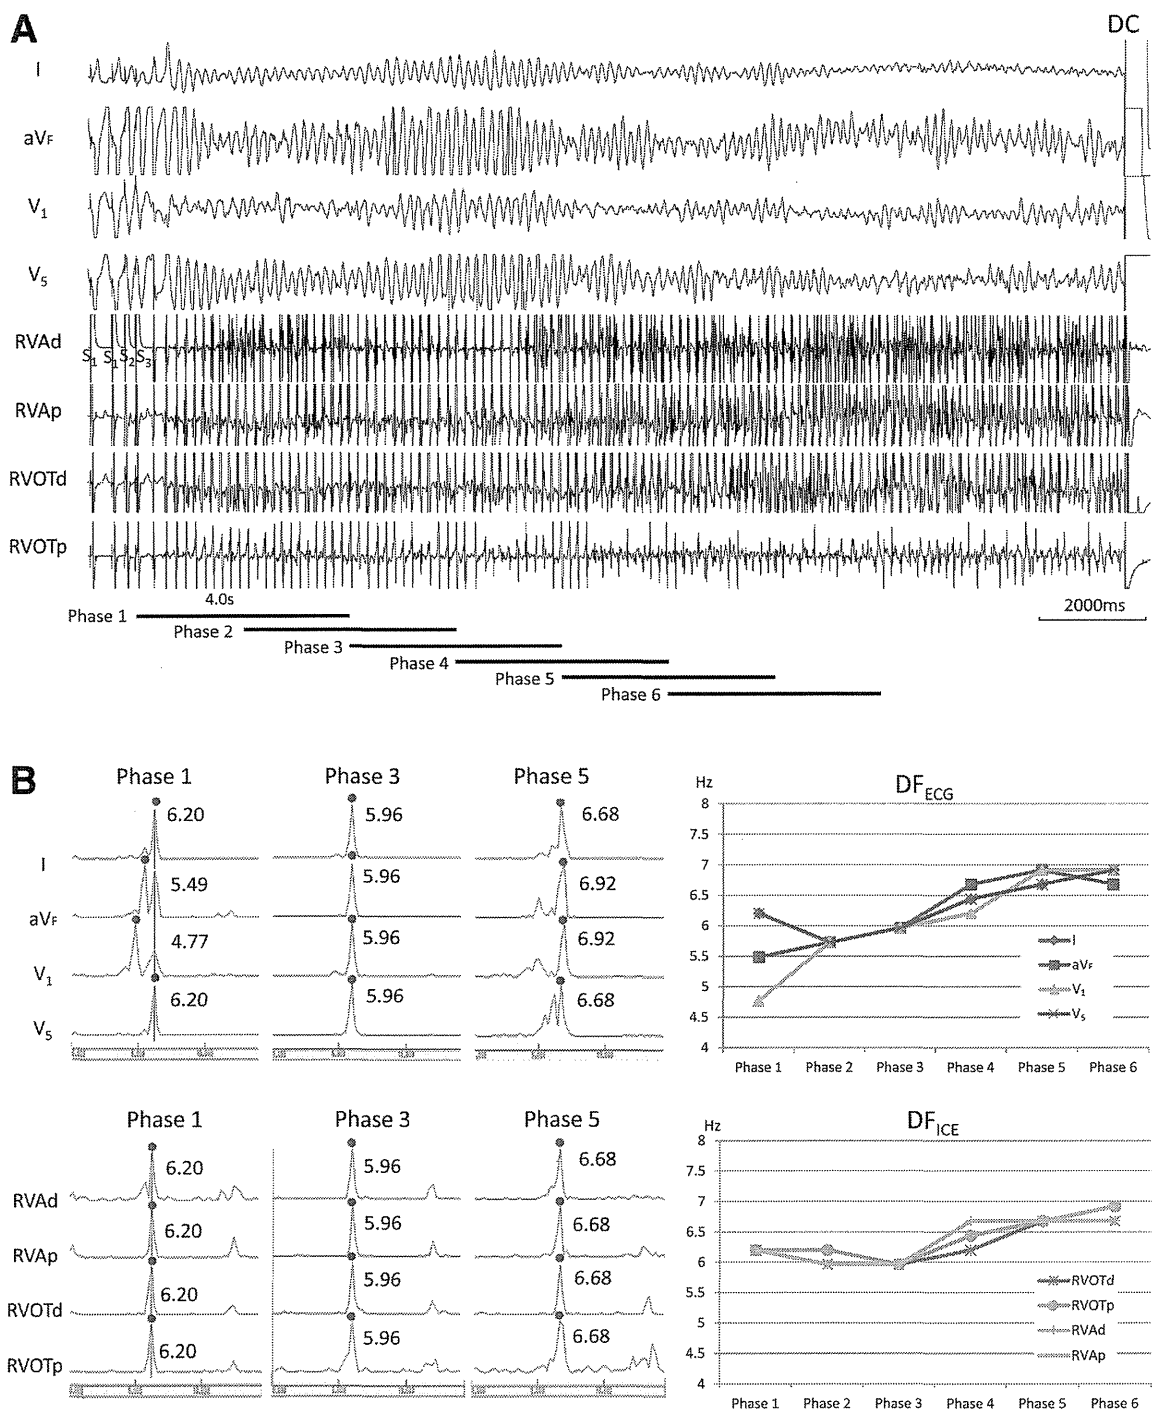 A
DC
I
aVF
V1
V5
RVAd
S1 S1 S2 S3
RVAp
RVOTd
RVOTp
4.0s
2000ms
Phase 1
Phase 2
Phase 3
Phase 4
Phase 5
Phase 6
B
Phase 1 Phase 3 Phase 5
I 6.20 5.96 6.68
aVF 5.49 5.96 6.92
V1 4.77 5.96 6.92
V5 6.20 5.96 6.68
Hz DFECG
8
7.5
7
6.5
6
5.5
5
4.5
4
I
aVF
V1
V5
Phase 1 Phase 2 Phase 3 Phase 4 Phase 5 Phase 6
Phase 1 Phase 3 Phase 5
RVAd 6.20 5.96 6.68
RVAp 6.20 5.96 6.68
RVOTd 6.20 5.96 6.68
RVOTp 6.20 5.96 6.68
Hz DFICE
8
7.5
7
6.5
6
5.5
5
4.5
4
RVOTd
RVOTp
RVAd
RVAp
Phase 1 Phase 2 Phase 3 Phase 4 Phase 5 Phase 6